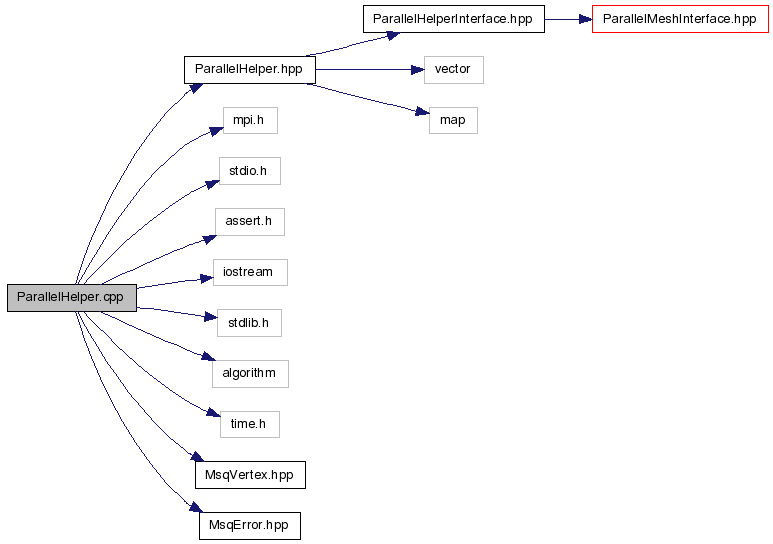 ParallelHelperInterface.hpp
ParallelMeshInterface.hpp
ParallelHelper.hpp
vector
map
mpi.h
stdio.h
assert.h
iostream
ParallelHelper.cpp
stdlib.h
algorithm
time.h
MsqVertex.hpp
MsqError.hpp